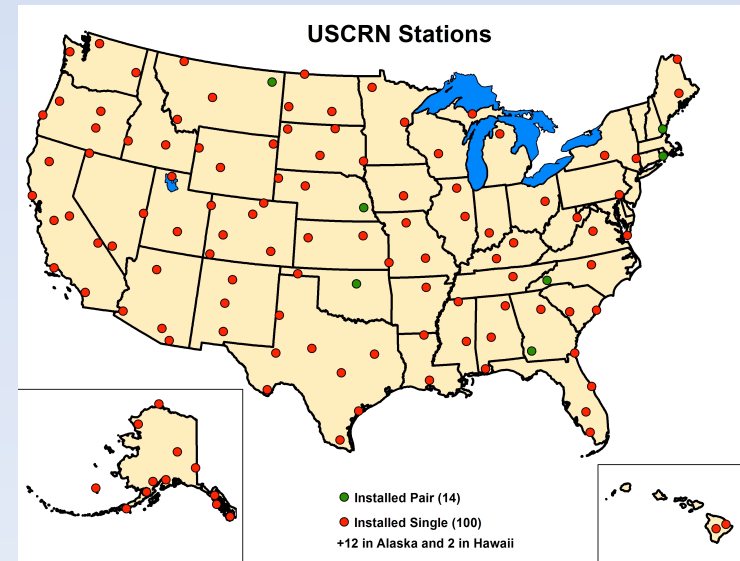 USCRN Stations
Installed Pair (14)
Installed Single (100)
+12 in Alaska and 2 in Hawaii